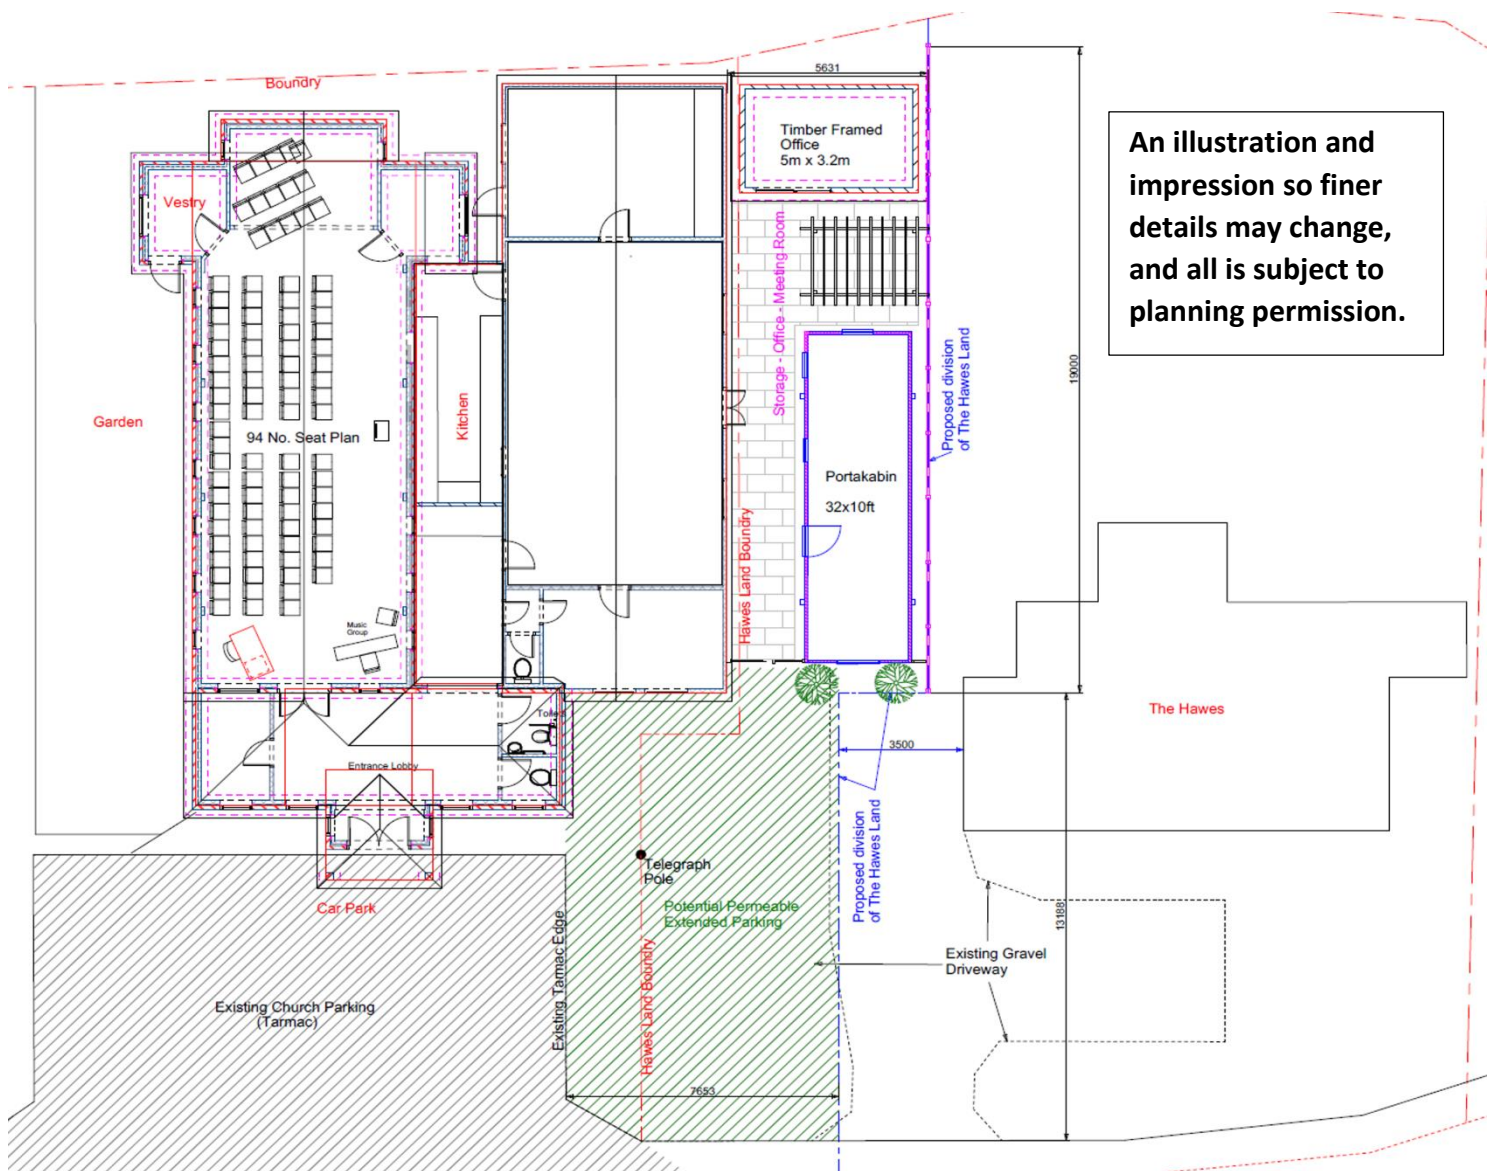 Boundry
5631
Timber Framed
Office
5m x 3.2m
An illustration and
impression so finer
details may change,
and all is subject to
planning permission.
Vestry
Storage - Office - Meeting Room
Proposed division
of The Hawes Land
19000
Garden
94 No. Seat Plan
Kitchen
Portakabin
32x10ft
Hawes Land Boundry
Music
Group
The Hawes
3500
Entrance Lobby
Proposed division
of The Hawes Land
Telegraph
Pole
Potential Permeable
Extended Parking
Car Park
13188
Existing Gravel
Driveway
Existing Church Parking
(Tarmac)
Existing Tarmac Edge
Hawes Land Boundry
7653